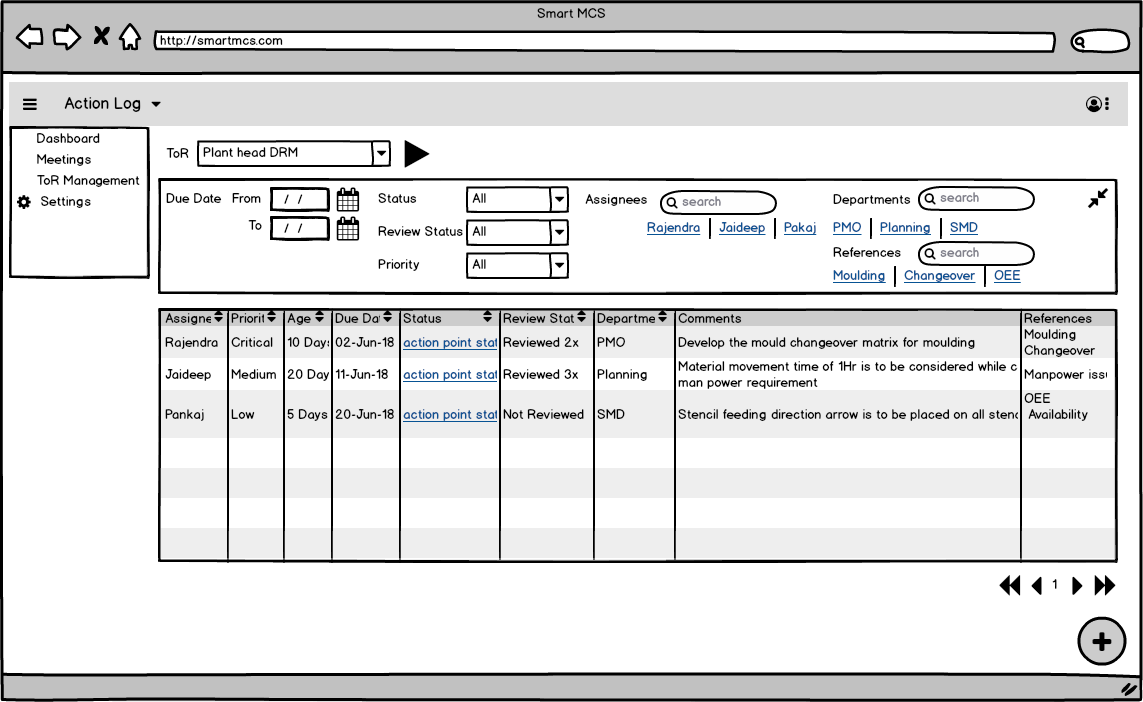 Smart MCS
http://smartmcs.com
Action Log
Dashboard
Meetings
ToR Management
Settings
ToR Plant head DRM
Due Date From / /
To / /
Status All
Review Status All
Priority All
Assignees search
Rajendra Jaideep Pakaj
Departments search
PMO Planning SMD
References search
Moulding Changeover OEE
Assigne Priorit Age Due Da Status Review Stat Departme Comments References
Rajendra Critical 10 Day 02-Jun-18 action point stat Reviewed 2x PMO Develop the mould changeover matrix for moulding Moulding
Changeover
Jaideep Medium 20 Day 11-Jun-18 action point stat Reviewed 3x Planning Material movement time of 1Hr is to be considered while c Manpower iss
man power requirement
Pankaj Low 5 Days 20-Jun-18 action point stat Not Reviewed SMD Stencil feeding direction arrow is to be placed on all stenc OEE
Availability
1